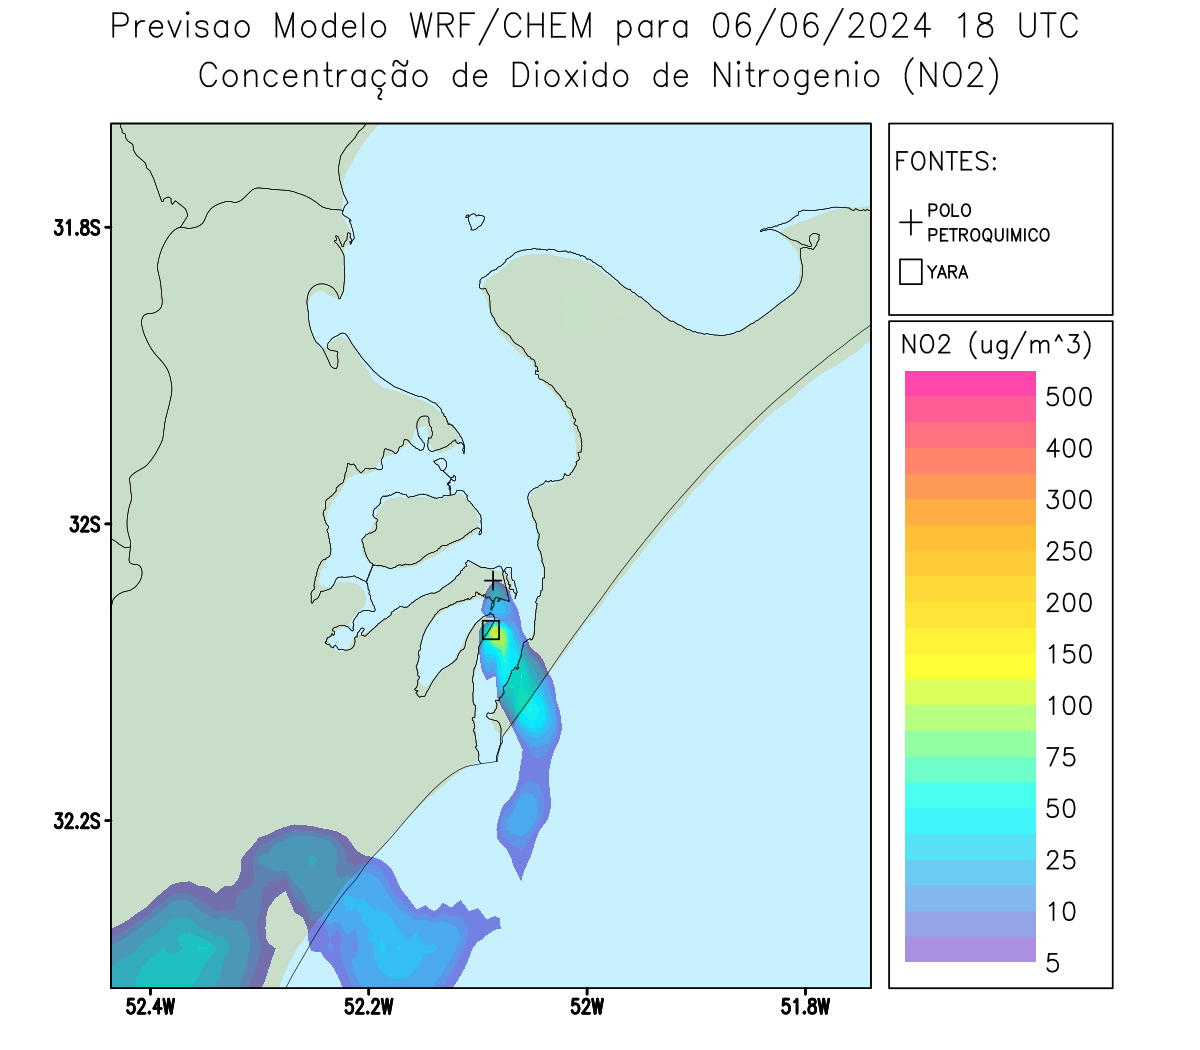 Previsao Modelo WRF/CHEM para 06/06/2024 18 UTC
Concentração de Dioxido de Nitrogenio (NO2)
FONTES:
POLO
PETROQUIMICO
YARA
NO2 (ug/m^3)
500
400
300
250
200
150
100
75
50
25
10
5
31.8S
32S
32.2S
52.4W
52.2W
52W
51.8W